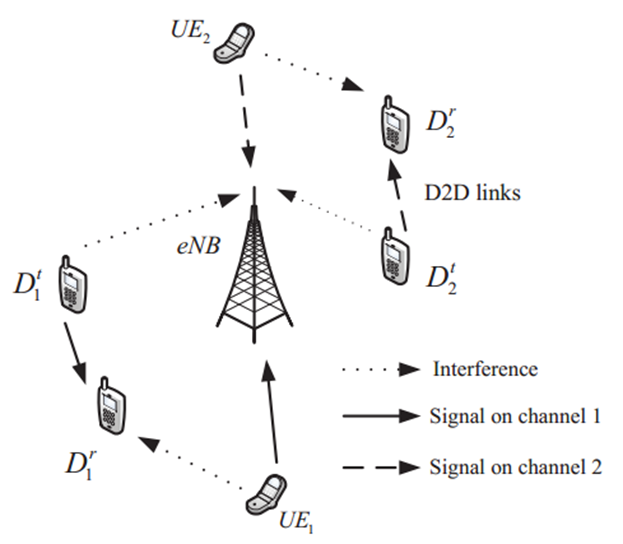 UE₂
D₂ʳ
D2D links
eNB
D₁ᵗ
D₂ᵗ
Interference
Signal on channel 1
D₁ʳ
Signal on channel 2
UE₁